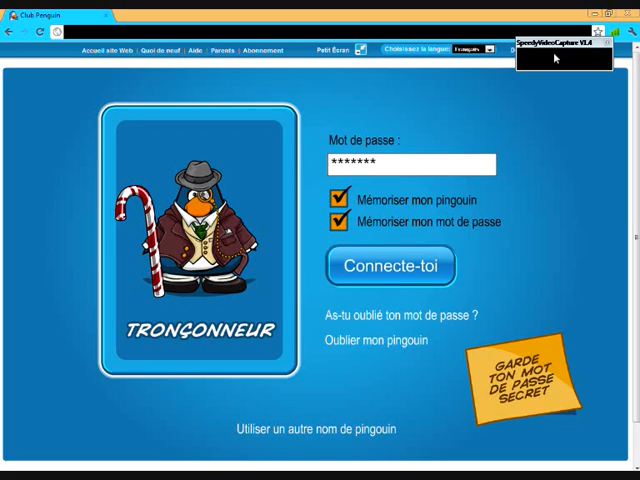 Club Penguin
Accueil site Web | Quoi de neuf | Aide | Parents | Abonnement
Petit Écran
Choisissez la langue: Français
SpeedyVideoCapture V1.4
Mot de passe :
*******
Mémoriser mon pingouin
Mémoriser mon mot de passe
Connecte-toi
TRONÇONNEUR
As-tu oublié ton mot de passe ?
Oublier mon pingouin
GARDE
TON MOT
DE PASSE
SECRET
Utiliser un autre nom de pingouin